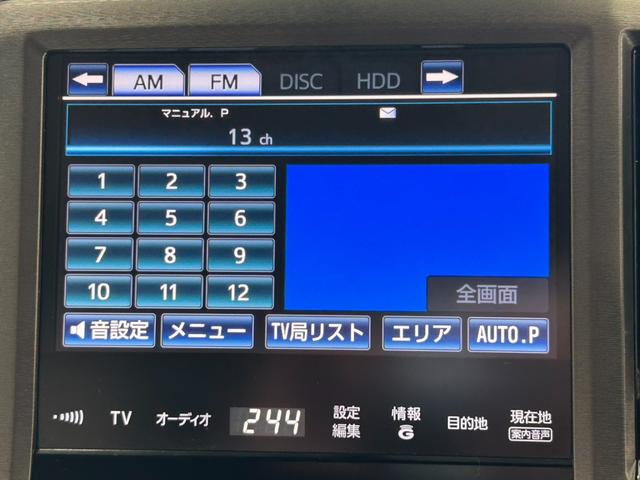 AM FM DISC HDD
マニュアル. P
13 ch
1 2 3
4 5 6
7 8 9
10 11 12
全画面
音設定 メニュー TV局リスト エリア AUTO.P
TV オーディオ 244 設定 編集 情報 G 目的地 現在地 案内音声